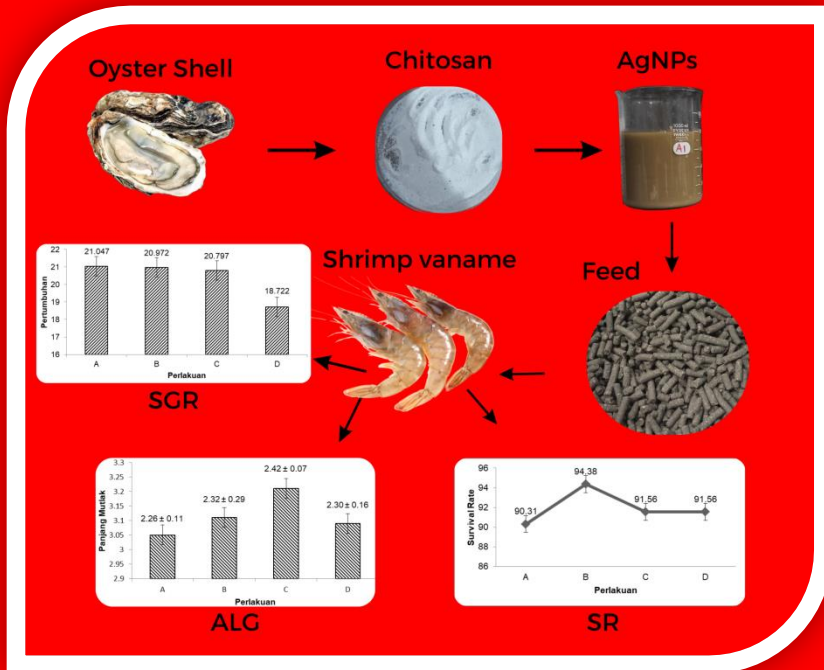 Oyster Shell
Chitosan
AgNPs
A1
Shrimp vaname
Feed
22
21
20
19
18
17
16
Pertumbuhan
21.047
20.972
20.797
18.722
A B C D
Perlakuan
SGR
3.3
3.25
3.2
3.15
3.1
3.05
3
2.95
2.9
Panjang Mutlak
2.26 ± 0.11
2.32 ± 0.29
2.42 ± 0.07
2.30 ± 0.16
A B C D
Perlakuan
ALG
96
94
92
90
88
86
Survival Rate
90,31
94,38
91,56
91,56
A B C D
Perlakuan
SR